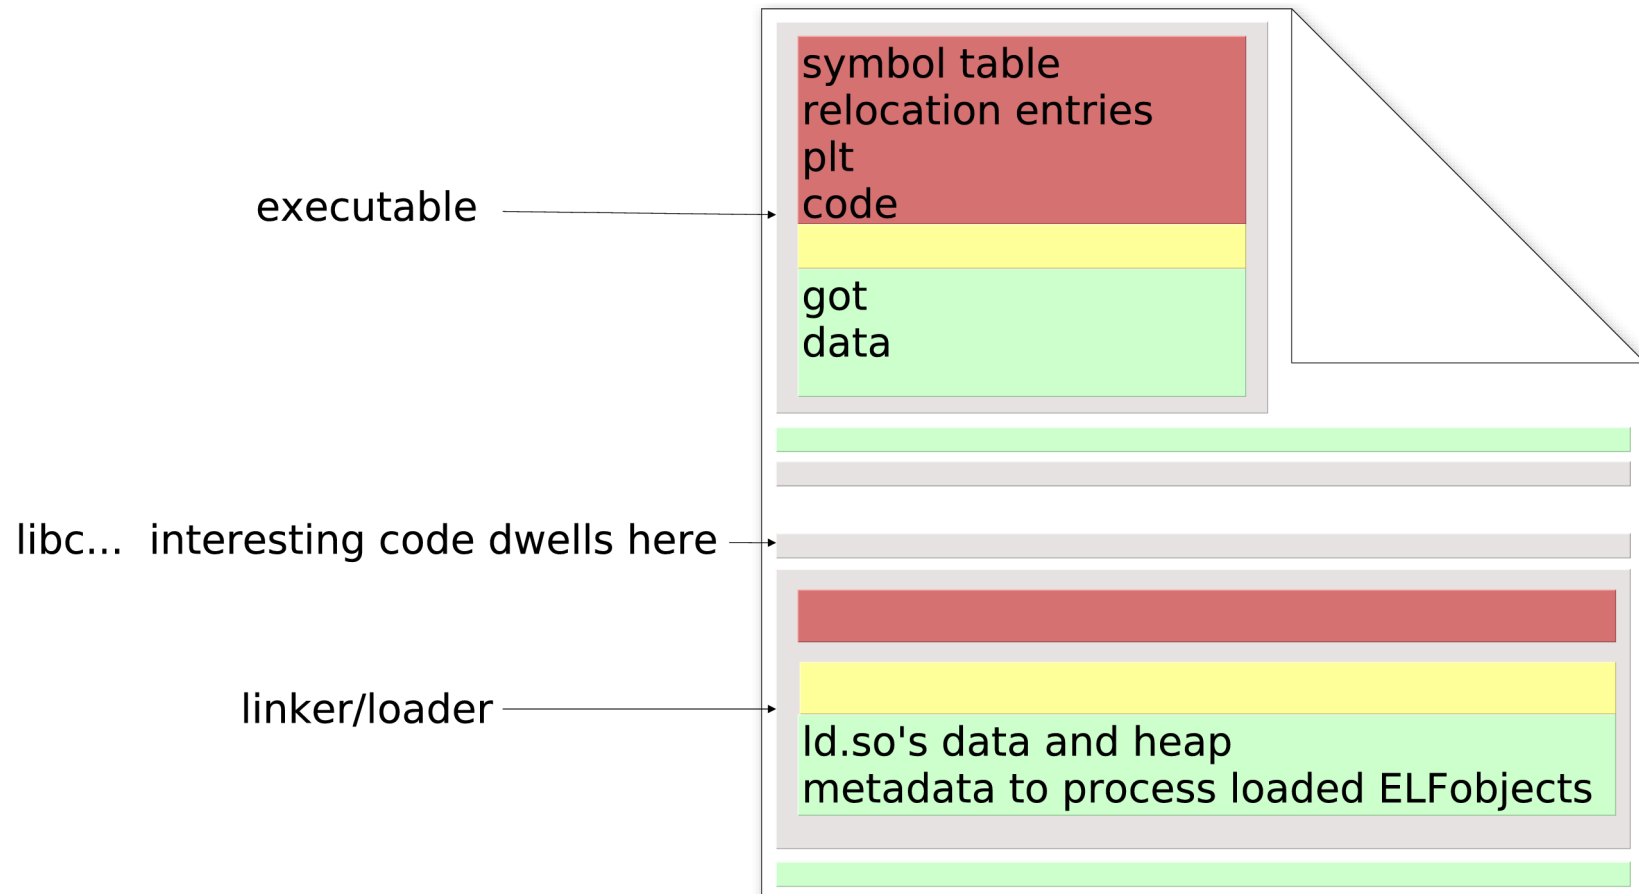 symbol table
relocation entries
plt
code
executable
got
data
libc... interesting code dwells here
linker/loader
ld.so's data and heap
metadata to process loaded ELFobjects